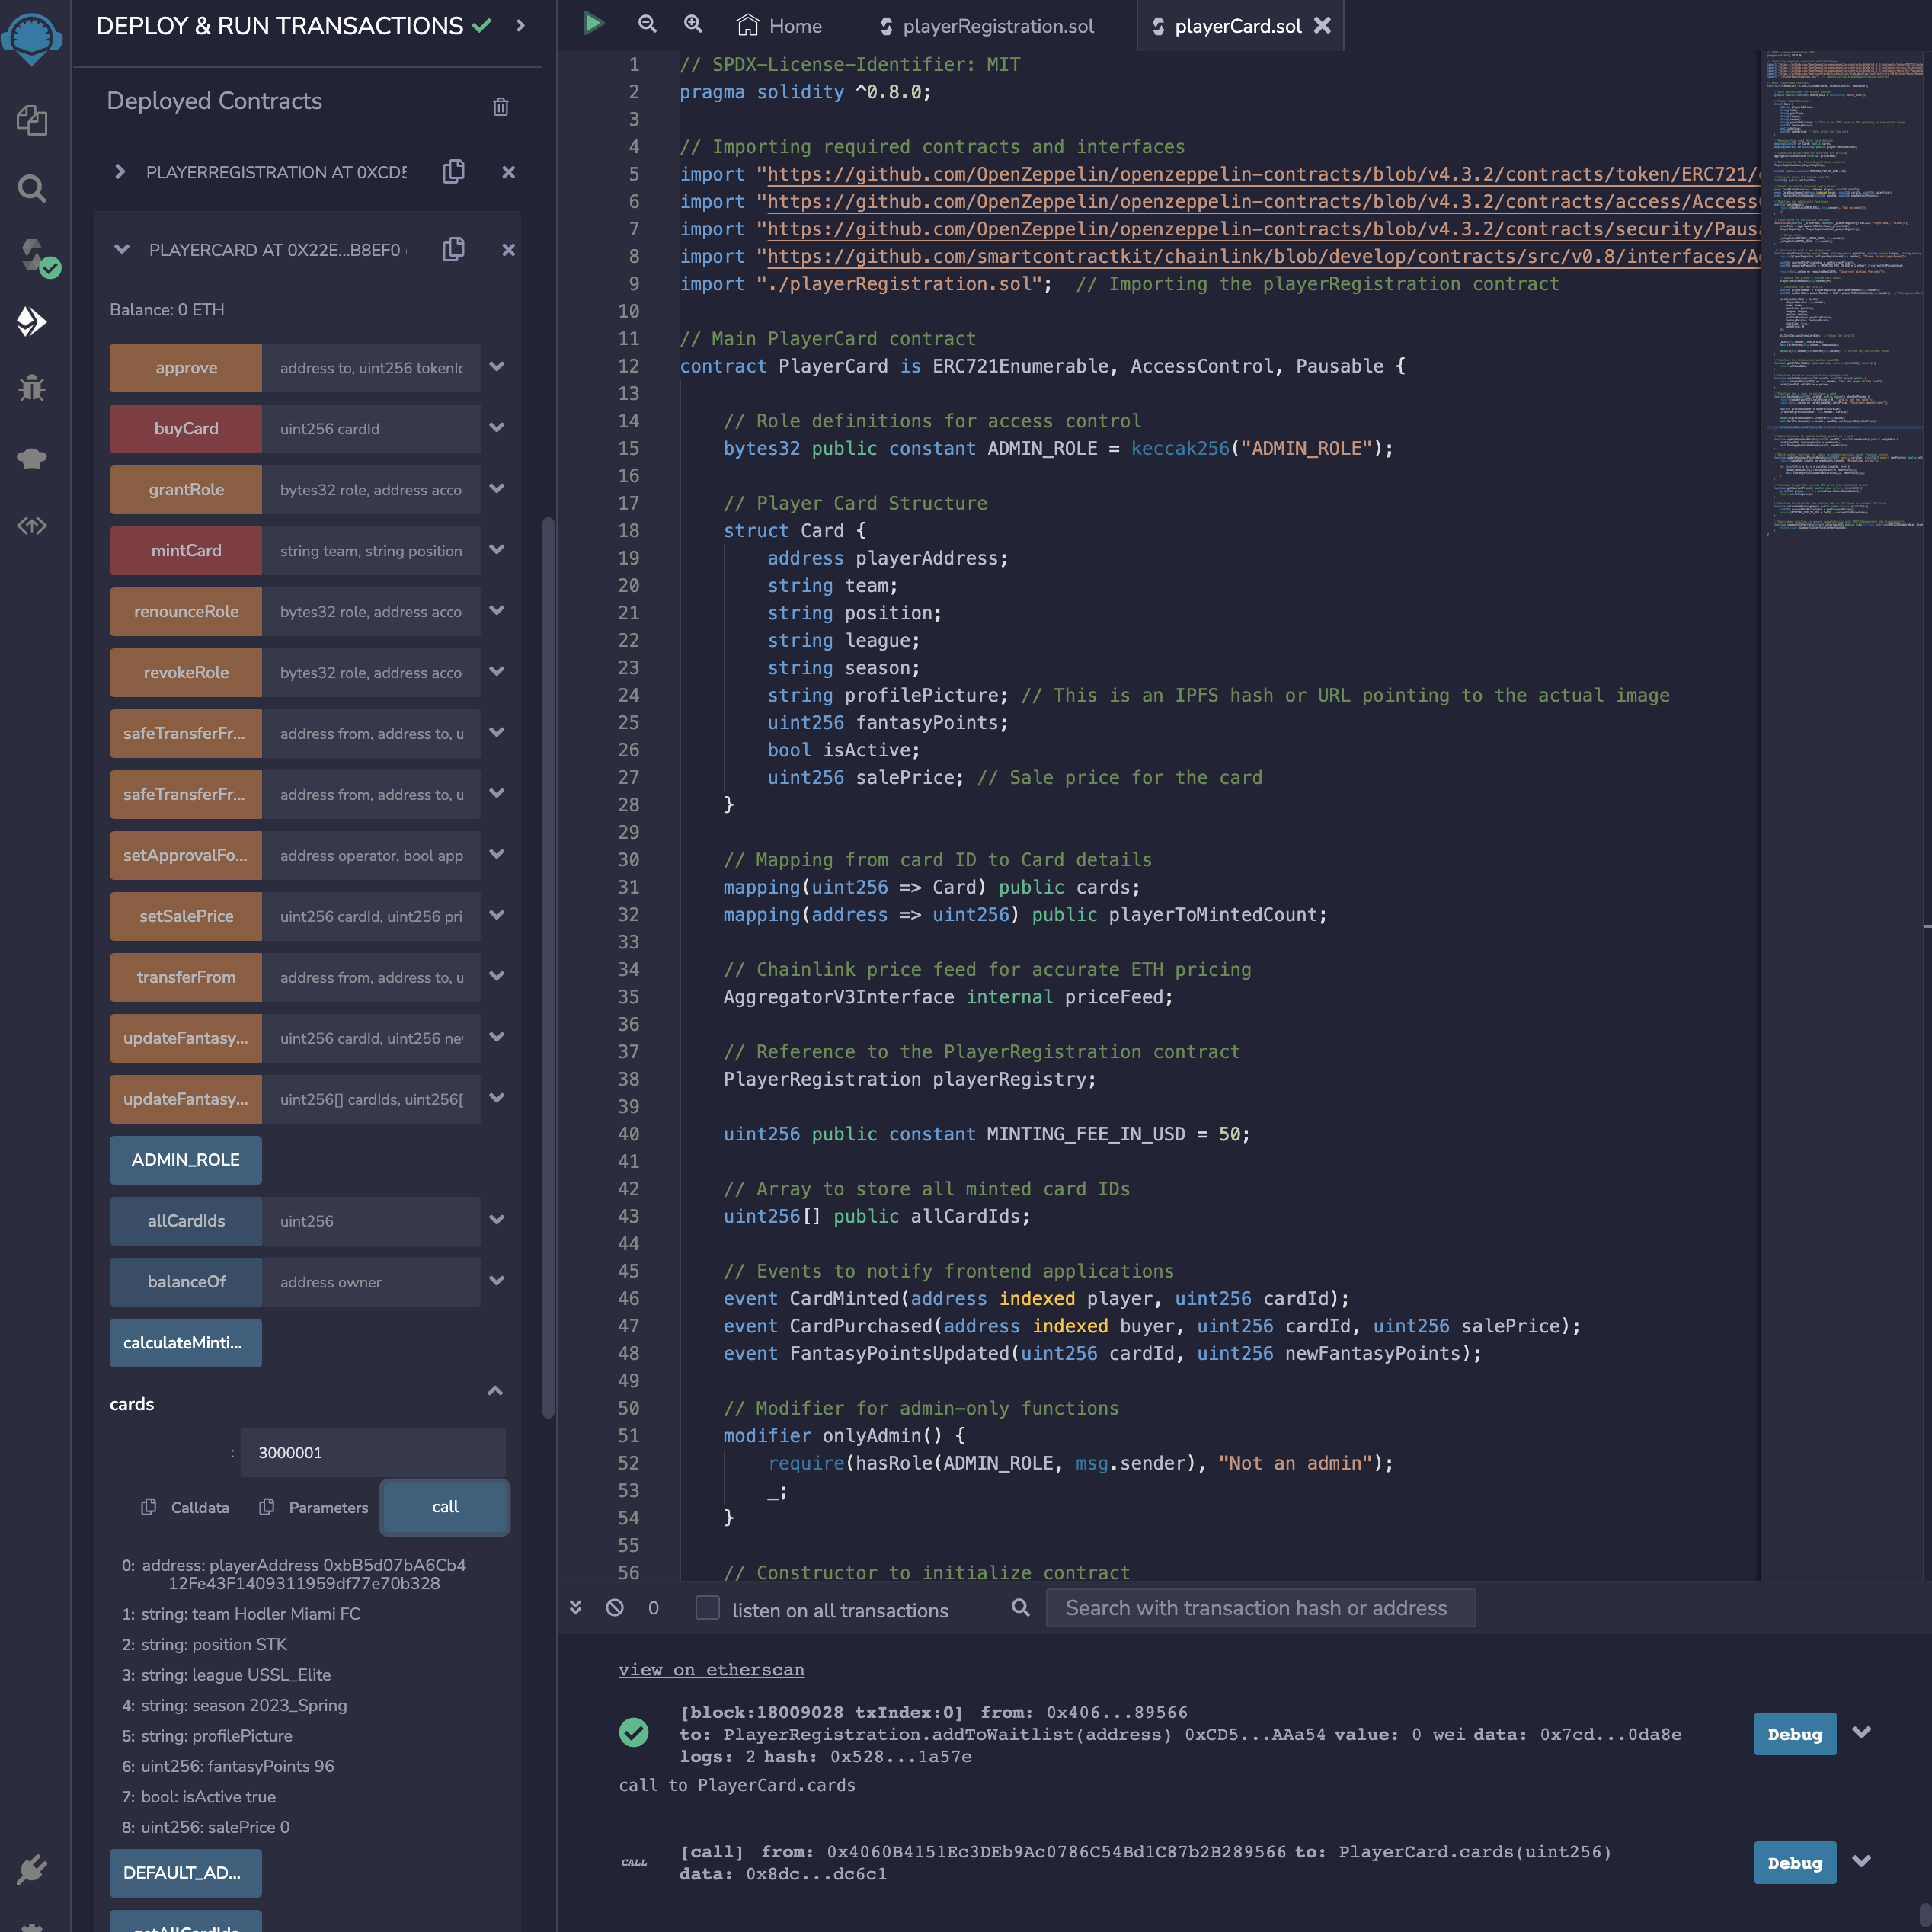 DEPLOY & RUN TRANSACTIONS
Deployed Contracts
PLAYERREGISTRATION AT 0XCD5
PLAYERCARD AT 0X22E...B8EF0 (
Balance: 0 ETH
approve address to, uint256 tokenId
buyCard uint256 cardId
grantRole bytes32 role, address acco
mintCard string team, string position
renounceRole bytes32 role, address acco
revokeRole bytes32 role, address acco
safeTransferFr... address from, address to, u
safeTransferFr... address from, address to, u
setApprovalFo... address operator, bool app
setSalePrice uint256 cardId, uint256 pri
transferFrom address from, address to, u
updateFantasy... uint256 cardId, uint256 ne
updateFantasy... uint256[] cardIds, uint256[
ADMIN_ROLE
allCardIds uint256
balanceOf address owner
calculateMinti...
cards
: 3000001
Calldata Parameters call
0: address: playerAddress 0xbB5d07bA6Cb4
12Fe43F1409311959df77e70b328
1: string: team Hodler Miami FC
2: string: position STK
3: string: league USSL_Elite
4: string: season 2023_Spring
5: string: profilePicture
6: uint256: fantasyPoints 96
7: bool: isActive true
8: uint256: salePrice 0
DEFAULT_AD...
getAllCardIds
Home playerRegistration.sol playerCard.sol
1 // SPDX-License-Identifier: MIT
2 pragma solidity ^0.8.0;
3
4 // Importing required contracts and interfaces
5 import "https://github.com/OpenZeppelin/openzeppelin-contracts/blob/v4.3.2/contracts/token/ERC721/
6 import "https://github.com/OpenZeppelin/openzeppelin-contracts/blob/v4.3.2/contracts/access/Access
7 import "https://github.com/OpenZeppelin/openzeppelin-contracts/blob/v4.3.2/contracts/security/Pausa
8 import "https://github.com/smartcontractkit/chainlink/blob/develop/contracts/src/v0.8/interfaces/A
9 import "./playerRegistration.sol";  // Importing the playerRegistration contract
10
11 // Main PlayerCard contract
12 contract PlayerCard is ERC721Enumerable, AccessControl, Pausable {
13
14 // Role definitions for access control
15 bytes32 public constant ADMIN_ROLE = keccak256("ADMIN_ROLE");
16
17 // Player Card Structure
18 struct Card {
19 address playerAddress;
20 string team;
21 string position;
22 string league;
23 string season;
24 string profilePicture; // This is an IPFS hash or URL pointing to the actual image
25 uint256 fantasyPoints;
26 bool isActive;
27 uint256 salePrice; // Sale price for the card
28 }
29
30 // Mapping from card ID to Card details
31 mapping(uint256 => Card) public cards;
32 mapping(address => uint256) public playerToMintedCount;
33
34 // Chainlink price feed for accurate ETH pricing
35 AggregatorV3Interface internal priceFeed;
36
37 // Reference to the PlayerRegistration contract
38 PlayerRegistration playerRegistry;
39
40 uint256 public constant MINTING_FEE_IN_USD = 50;
41
42 // Array to store all minted card IDs
43 uint256[] public allCardIds;
44
45 // Events to notify frontend applications
46 event CardMinted(address indexed player, uint256 cardId);
47 event CardPurchased(address indexed buyer, uint256 cardId, uint256 salePrice);
48 event FantasyPointsUpdated(uint256 cardId, uint256 newFantasyPoints);
49
50 // Modifier for admin-only functions
51 modifier onlyAdmin() {
52 require(hasRole(ADMIN_ROLE, msg.sender), "Not an admin");
53 _;
54 }
55
56 // Constructor to initialize contract
0 listen on all transactions Search with transaction hash or address
view on etherscan
[block:18009028 txIndex:0] from: 0x406...89566
to: PlayerRegistration.addToWaitlist(address) 0xCD5...AAa54 value: 0 wei data: 0x7cd...0da8e
logs: 2 hash: 0x528...1a57e
Debug
call to PlayerCard.cards
CALL [call] from: 0x4060B4151Ec3DEb9Ac0786C54Bd1C87b2B289566 to: PlayerCard.cards(uint256)
data: 0x8dc...dc6c1
Debug